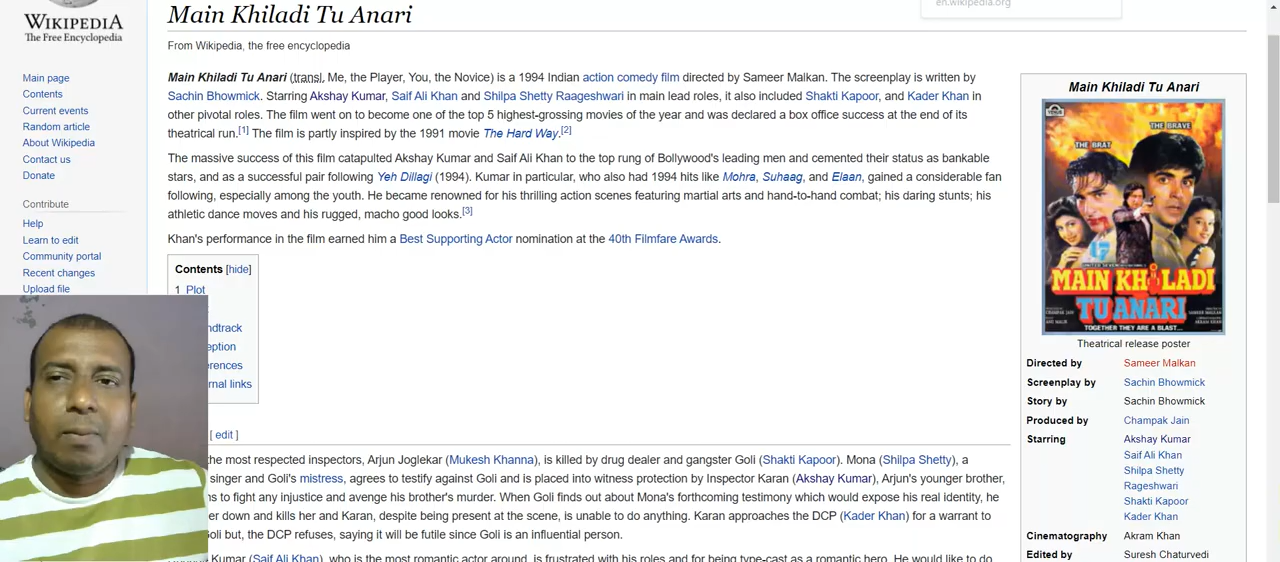 WIKIPEDIA
The Free Encyclopedia
Main page
Contents
Current events
Random article
About Wikipedia
Contact us
Donate
Contribute
Help
Learn to edit
Community portal
Recent changes
Upload file
en.wikipedia.org
Main Khiladi Tu Anari
From Wikipedia, the free encyclopedia
Main Khiladi Tu Anari (transl. Me, the Player, You, the Novice) is a 1994 Indian action comedy film directed by Sameer Malkan. The screenplay is written by
Sachin Bhowmick. Starring Akshay Kumar, Saif Ali Khan and Shilpa Shetty Raageshwari in main lead roles, it also included Shakti Kapoor, and Kader Khan in
other pivotal roles. The film went on to become one of the top 5 highest-grossing movies of the year and was declared a box office success at the end of its
theatrical run.[1] The film is partly inspired by the 1991 movie The Hard Way.[2]
The massive success of this film catapulted Akshay Kumar and Saif Ali Khan to the top rung of Bollywood's leading men and cemented their status as bankable
stars, and as a successful pair following Yeh Dillagi (1994). Kumar in particular, who also had 1994 hits like Mohra, Suhaag, and Elaan, gained a considerable fan
following, especially among the youth. He became renowned for his thrilling action scenes featuring martial arts and hand-to-hand combat; his daring stunts; his
athletic dance moves and his rugged, macho good looks.[3]
Khan's performance in the film earned him a Best Supporting Actor nomination at the 40th Filmfare Awards.
Contents [hide]
1 Plot
ndtrack
eption
erences
rnal links
[ edit ]
the most respected inspectors, Arjun Joglekar (Mukesh Khanna), is killed by drug dealer and gangster Goli (Shakti Kapoor). Mona (Shilpa Shetty), a
singer and Goli's mistress, agrees to testify against Goli and is placed into witness protection by Inspector Karan (Akshay Kumar), Arjun's younger brother,
ns to fight any injustice and avenge his brother's murder. When Goli finds out about Mona's forthcoming testimony which would expose his real identity, he
er down and kills her and Karan, despite being present at the scene, is unable to do anything. Karan approaches the DCP (Kader Khan) for a warrant to
oli but, the DCP refuses, saying it will be futile since Goli is an influential person.
Kumar (Saif Ali Khan), who is the most romantic actor around, is frustrated with his roles and for being type-cast as a romantic hero. He would like to do
Main Khiladi Tu Anari
THE BRAVE
THE BRAT
MAIN KHILADI
TU ANARI
TOGETHER THEY ARE A BLAST...
Theatrical release poster
Directed by Sameer Malkan
Screenplay by Sachin Bhowmick
Story by Sachin Bhowmick
Produced by Champak Jain
Starring Akshay Kumar
Saif Ali Khan
Shilpa Shetty
Rageshwari
Shakti Kapoor
Kader Khan
Cinematography Akram Khan
Edited by Suresh Chaturvedi